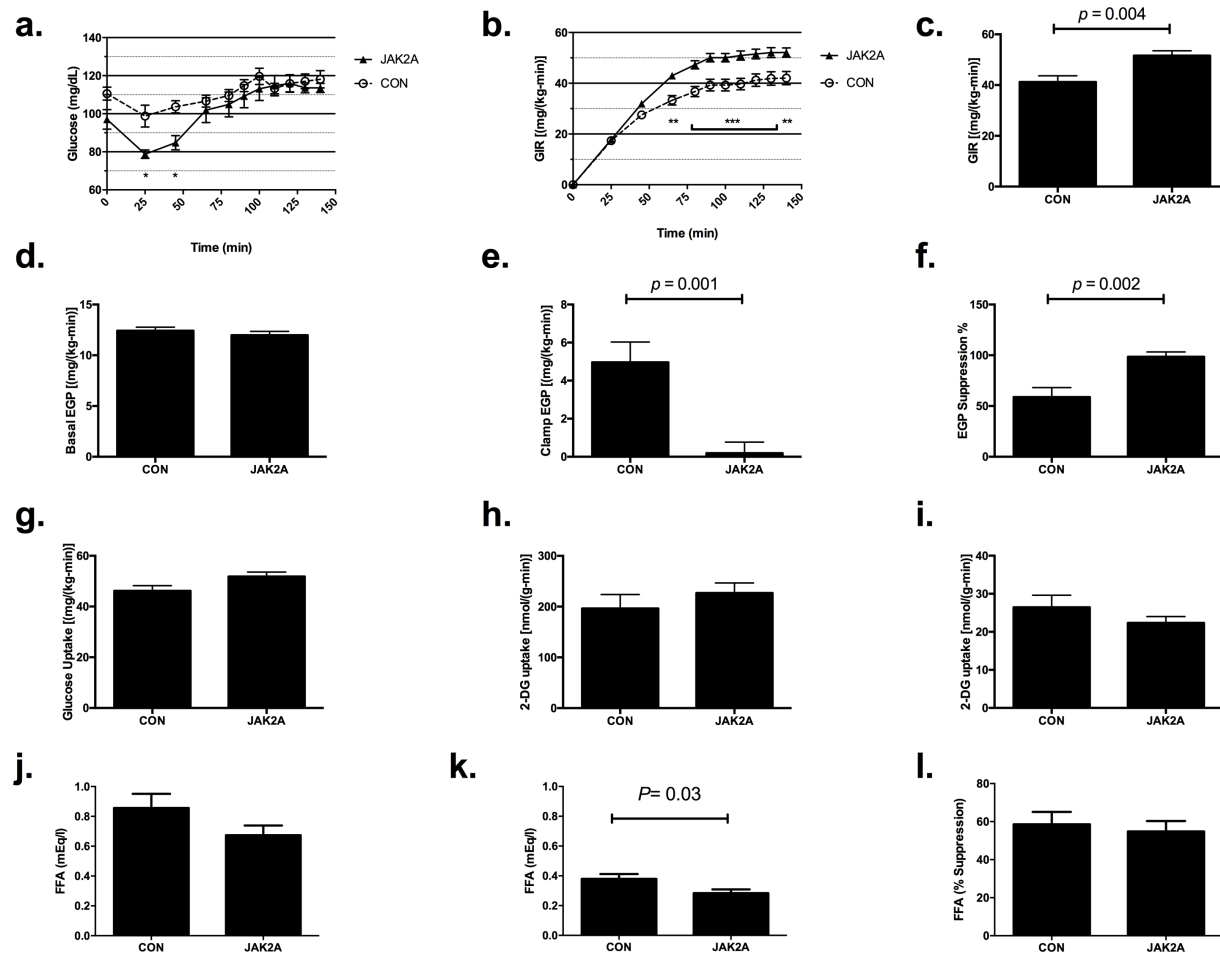 a.
140
120
100
80
60
Glucose (mg/dL)
* *
0 25 50 75 100 125 150
Time (min)
JAK2A
CON
b.
60
40
20
0
GIR [(mg/(kg-min)]
** *** **
0 25 50 75 100 125 150
Time (min)
JAK2A
CON
c.
p = 0.004
60
40
20
0
GIR [(mg/(kg-min)]
CON JAK2A
d.
15
10
5
0
Basal EGP [(mg/(kg-min)]
CON JAK2A
e.
p = 0.001
8
6
4
2
0
Clamp EGP [(mg/(kg-min)]
CON JAK2A
f.
p = 0.002
150
100
50
0
EGP Suppression %
CON JAK2A
g.
60
40
20
0
Glucose Uptake [(mg/(kg-min)]
CON JAK2A
h.
300
200
100
0
2-DG uptake [nmol/(g-min)]
CON JAK2A
i.
40
30
20
10
0
2-DG uptake [nmol/(g-min)]
CON JAK2A
j.
1.0
0.8
0.6
0.4
0.2
0.0
FFA (mEq/l)
CON JAK2A
k.
P= 0.03
1.0
0.8
0.6
0.4
0.2
0.0
FFA (mEq/l)
CON JAK2A
l.
80
60
40
20
0
FFA (% Suppression)
CON JAK2A